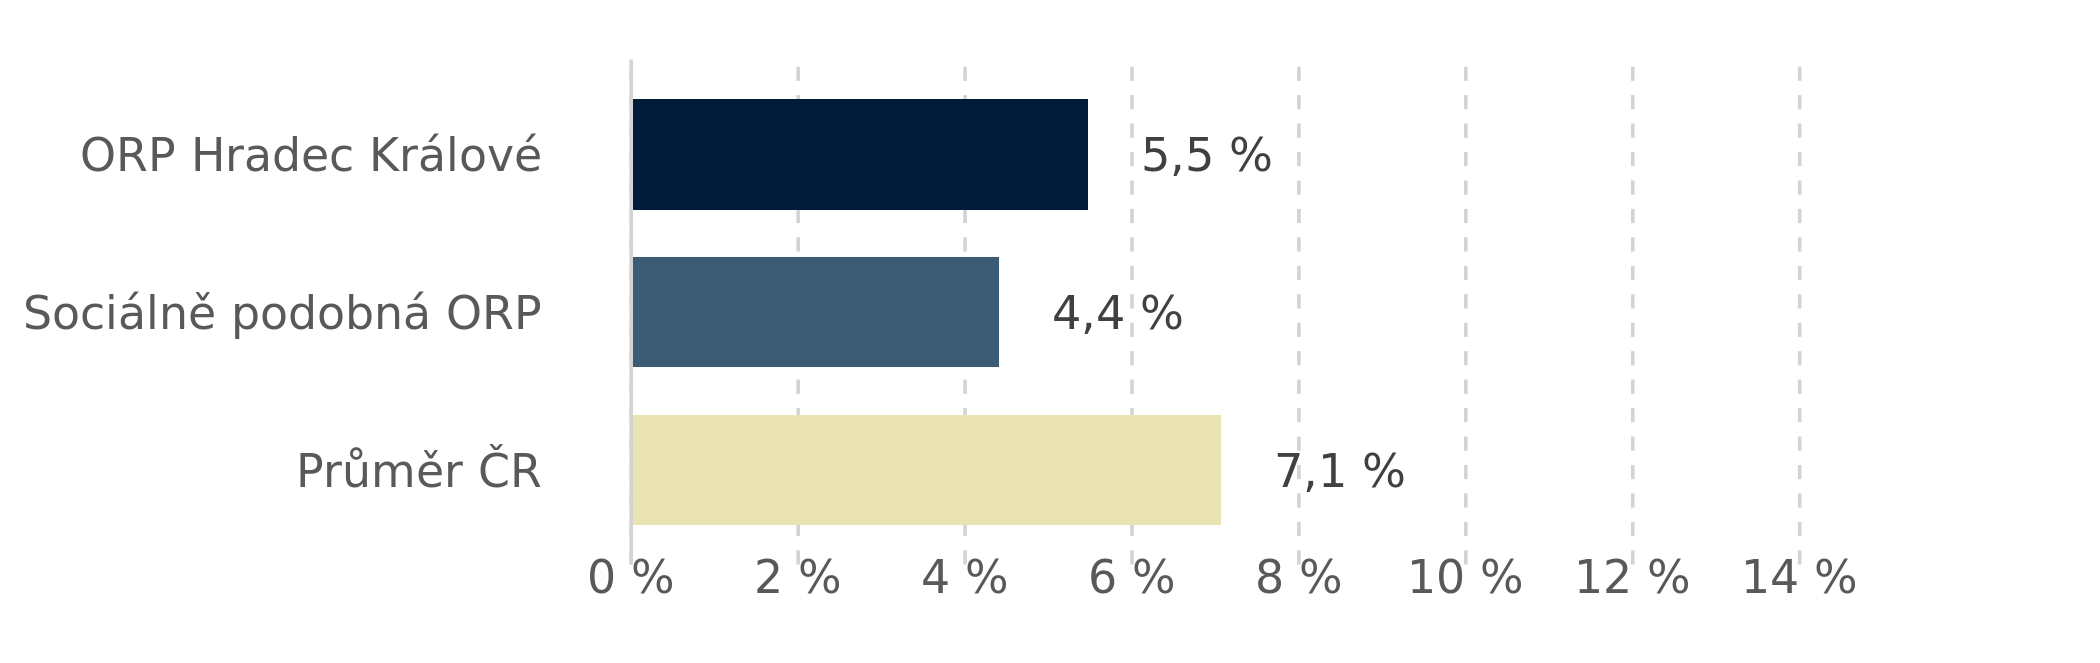 ORP Hradec Králové 5,5 %
Sociálně podobná ORP 4,4 %
Průměr ČR 7,1 %
0 % 2 % 4 % 6 % 8 % 10 % 12 % 14 %